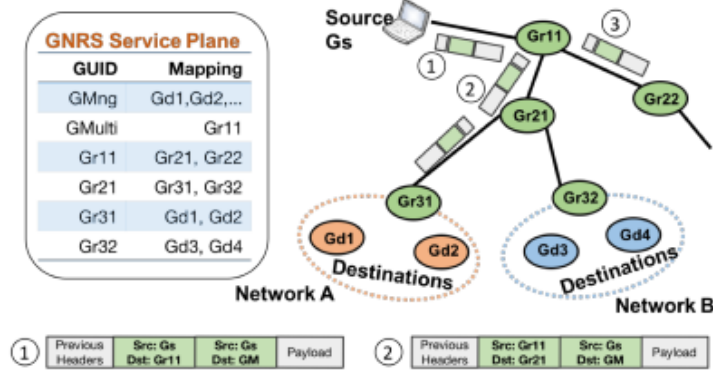 GNRS Service Plane
GUID Mapping
GMng Gd1,Gd2,...
GMulti Gr11
Gr11 Gr21, Gr22
Gr21 Gr31, Gr32
Gr31 Gd1, Gd2
Gr32 Gd3, Gd4
Source
Gs
1
2
3
Gr11
Gr22
Gr21
Gr31
Gr32
Gd1
Gd2
Destinations
Network A
Gd3
Gd4
Destinations
Network B
1
Previous
Headers
Src: Gs
Dst: Gr11
Src: Gs
Dst: GM
Payload
2
Previous
Headers
Src: Gr11
Dst: Gr21
Src: Gs
Dst: GM
Payload